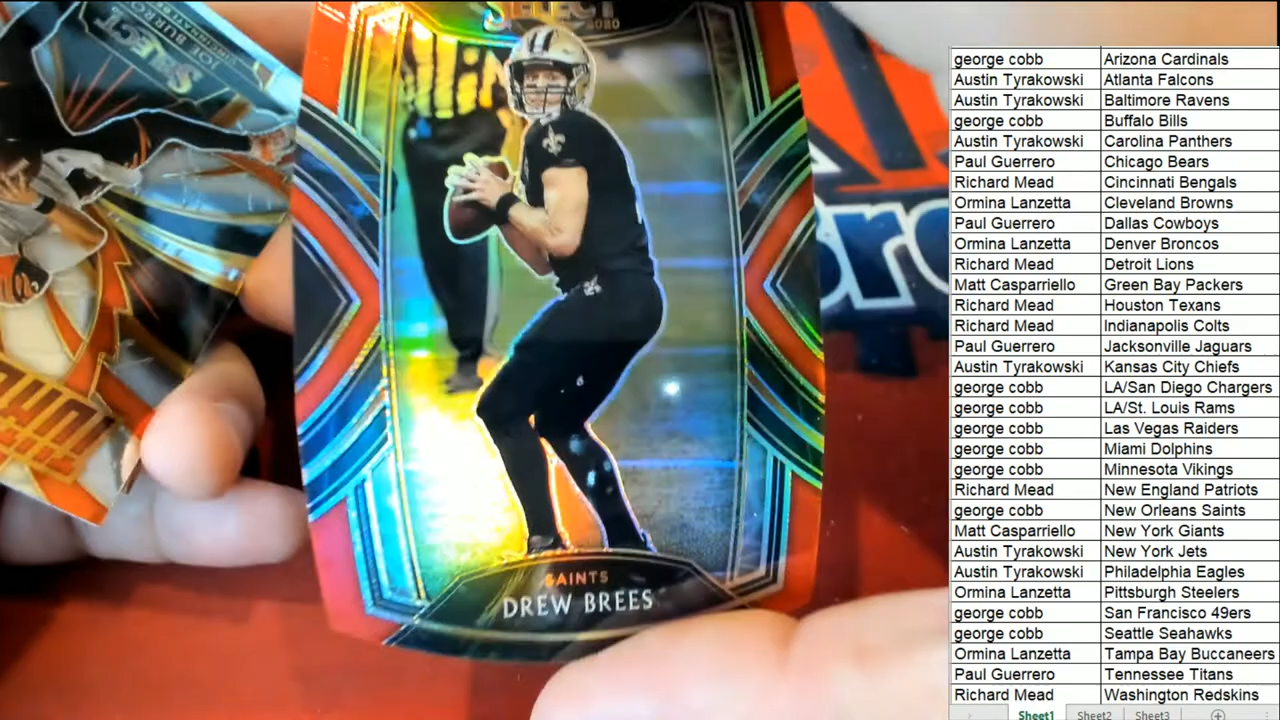 SELECT
2020
SAINTS
DREW BREES
JOE BURROW
CINCINNATI BENGALS
SELECT
george cobb Arizona Cardinals
Austin Tyrakowski Atlanta Falcons
Austin Tyrakowski Baltimore Ravens
george cobb Buffalo Bills
Austin Tyrakowski Carolina Panthers
Paul Guerrero Chicago Bears
Richard Mead Cincinnati Bengals
Ormina Lanzetta Cleveland Browns
Paul Guerrero Dallas Cowboys
Ormina Lanzetta Denver Broncos
Richard Mead Detroit Lions
Matt Casparriello Green Bay Packers
Richard Mead Houston Texans
Richard Mead Indianapolis Colts
Paul Guerrero Jacksonville Jaguars
Austin Tyrakowski Kansas City Chiefs
george cobb LA/San Diego Chargers
george cobb LA/St. Louis Rams
george cobb Las Vegas Raiders
george cobb Miami Dolphins
george cobb Minnesota Vikings
Richard Mead New England Patriots
george cobb New Orleans Saints
Matt Casparriello New York Giants
Austin Tyrakowski New York Jets
Austin Tyrakowski Philadelphia Eagles
Ormina Lanzetta Pittsburgh Steelers
george cobb San Francisco 49ers
george cobb Seattle Seahawks
Ormina Lanzetta Tampa Bay Buccaneers
Paul Guerrero Tennessee Titans
Richard Mead Washington Redskins
Sheet1 Sheet2 Sheet3